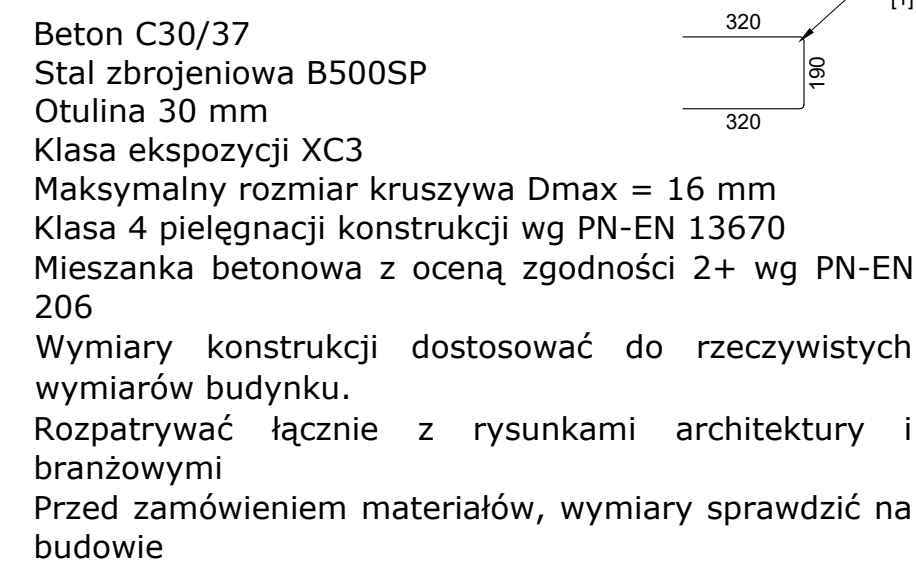 [1]
320
190
320
Beton C30/37
Stal zbrojeniowa B500SP
Otulina 30 mm
Klasa ekspozycji XC3
Maksymalny rozmiar kruszywa Dmax = 16 mm
Klasa 4 pielęgnacji konstrukcji wg PN-EN 13670
Mieszanka betonowa z oceną zgodności 2+ wg PN-EN
206
Wymiary konstrukcji dostosować do rzeczywistych
wymiarów budynku.
Rozpatrywać łącznie z rysunkami architektury i
branżowymi
Przed zamówieniem materiałów, wymiary sprawdzić na
budowie